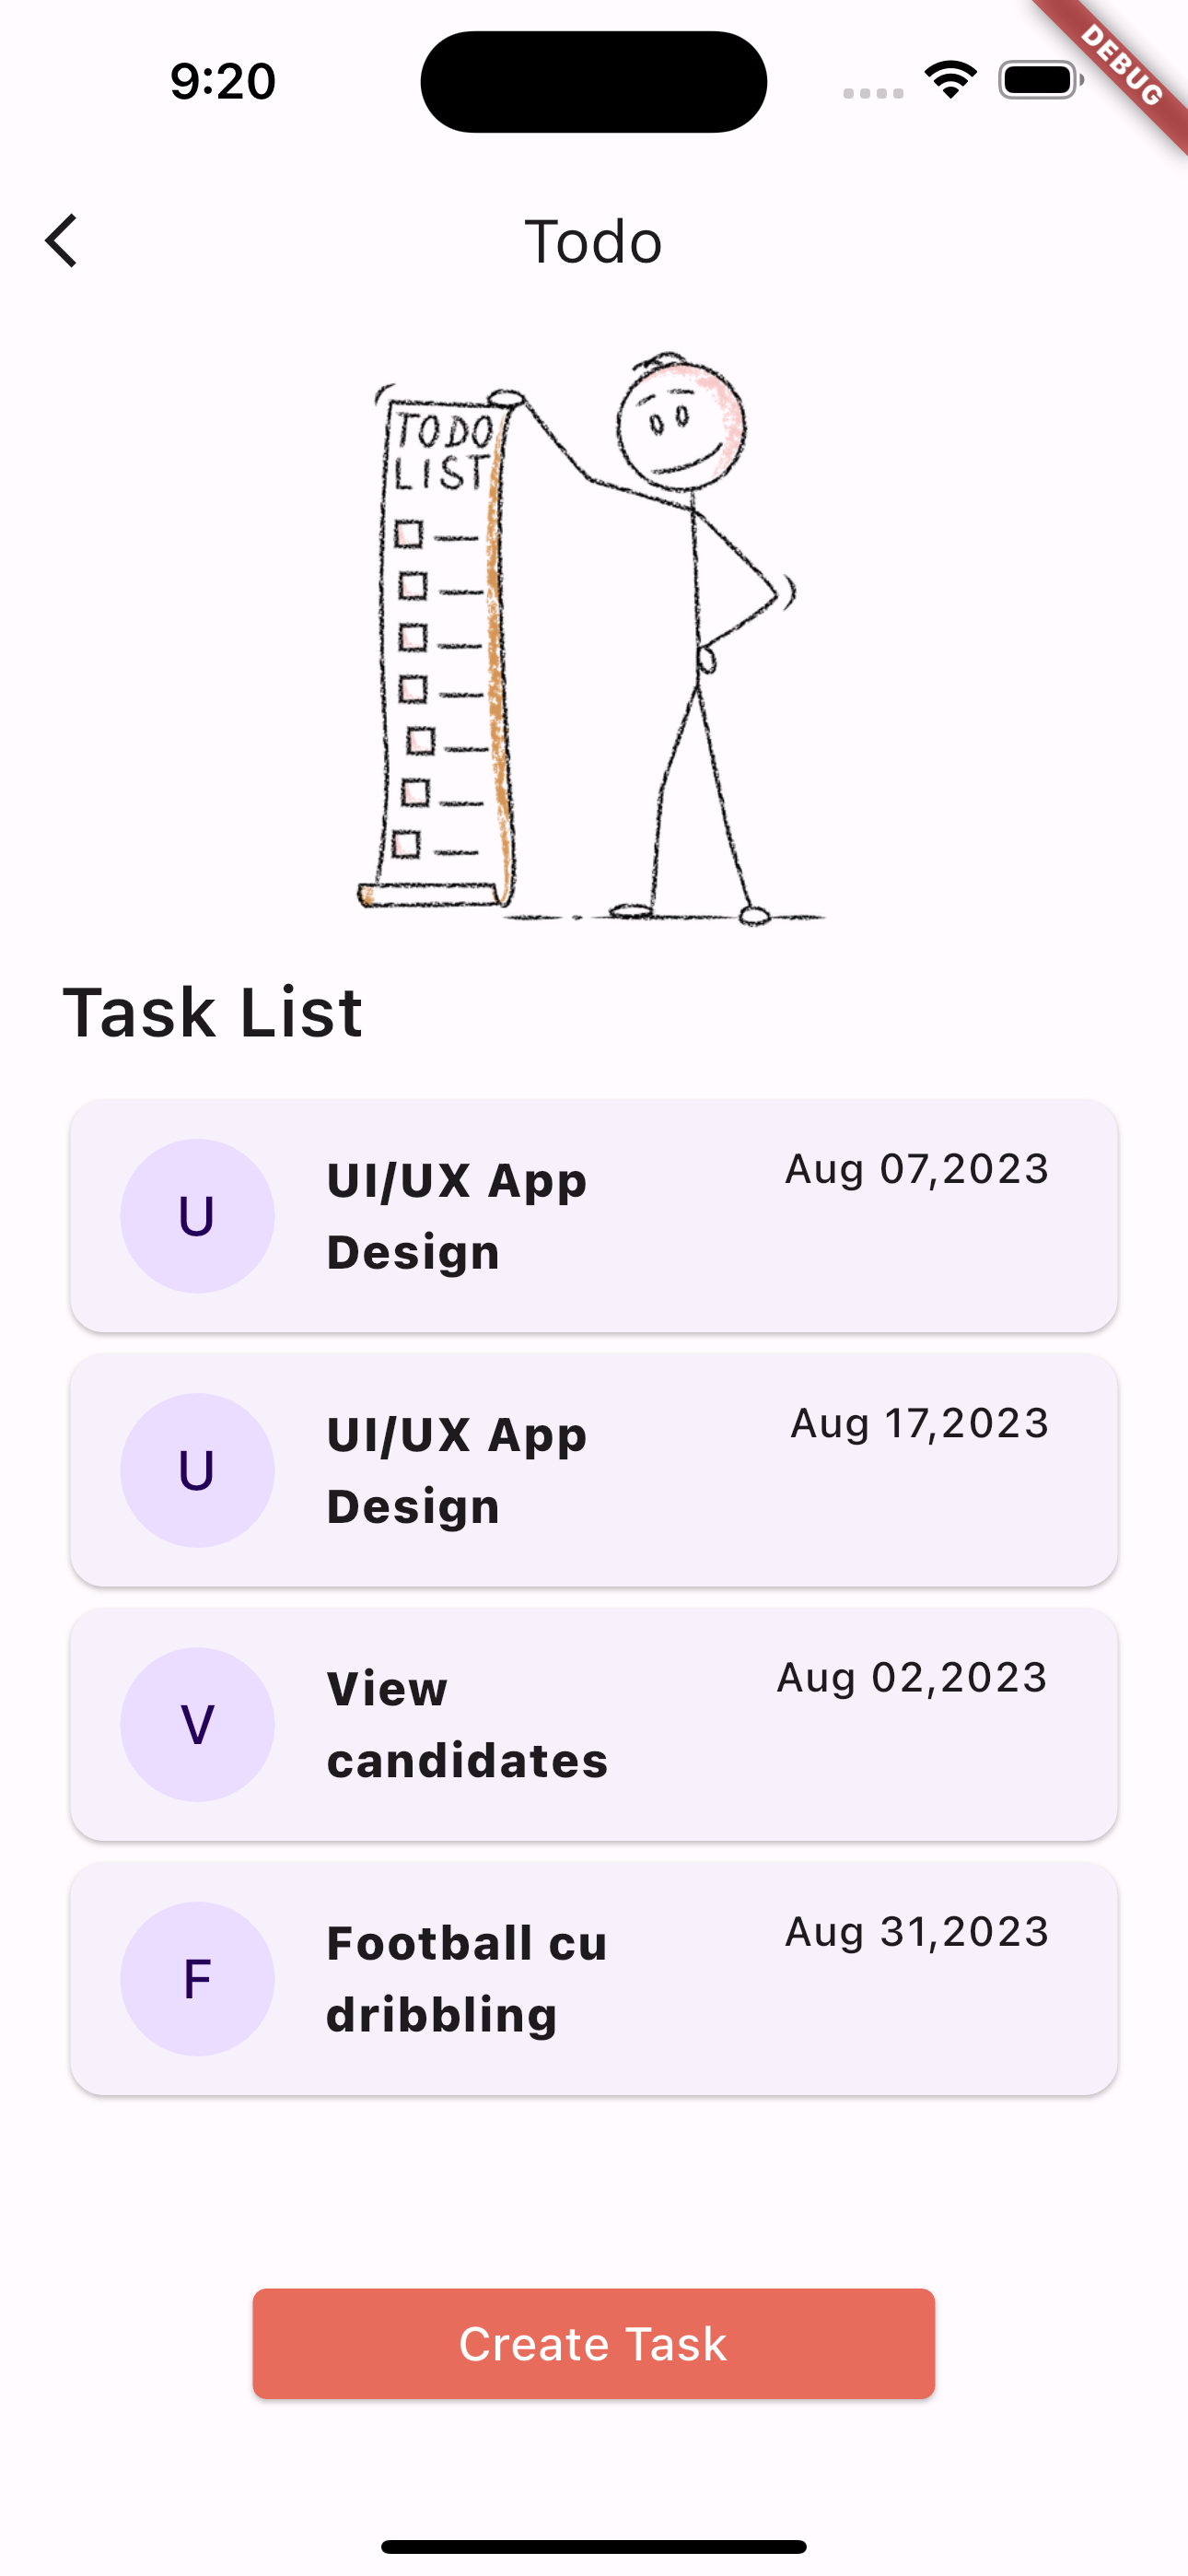 9:20
DEBUG
Todo
TODO
LIST
Task List
U
UI/UX App
Design
Aug 07,2023
U
UI/UX App
Design
Aug 17,2023
V
View
candidates
Aug 02,2023
F
Football cu
dribbling
Aug 31,2023
Create Task